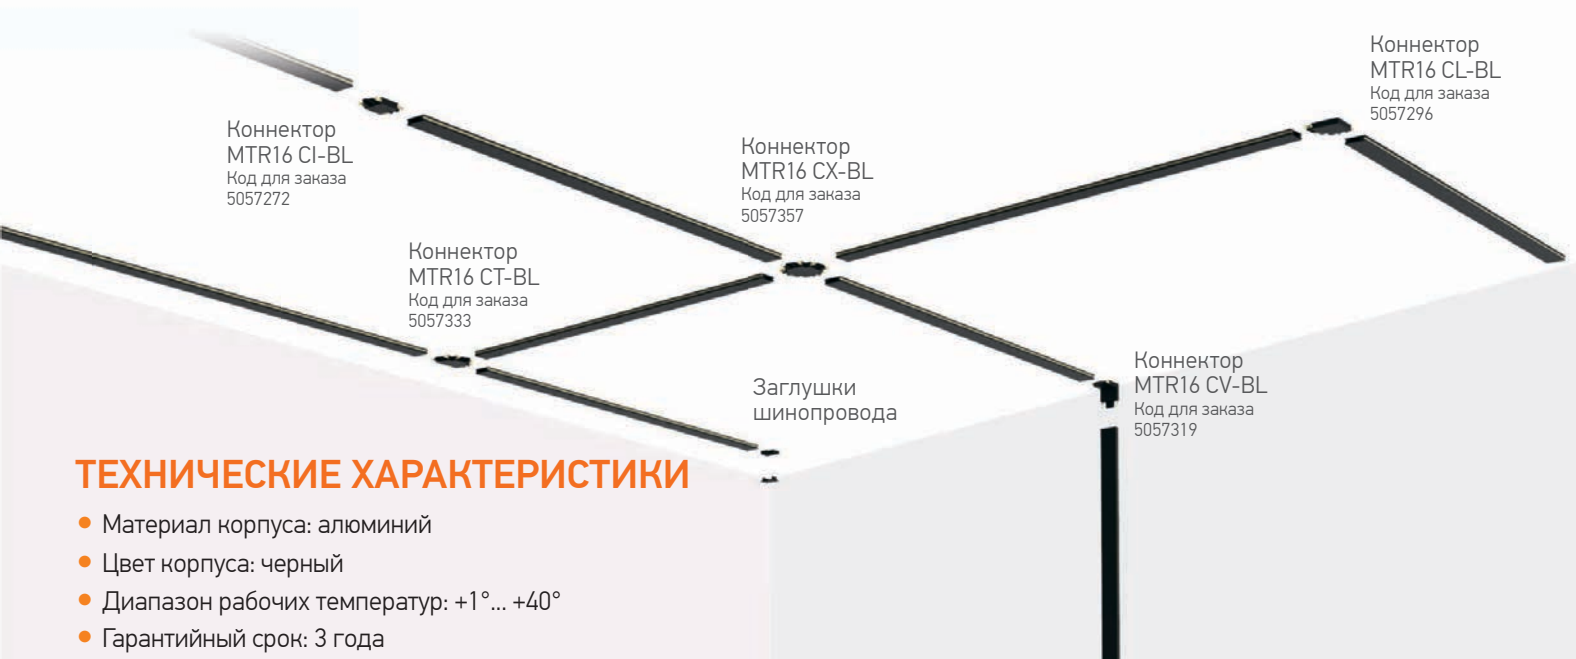 Коннектор
MTR16 CL-BL
Код для заказа
5057296
Коннектор
MTR16 CI-BL
Код для заказа
5057272
Коннектор
MTR16 CX-BL
Код для заказа
5057357
Коннектор
MTR16 CT-BL
Код для заказа
5057333
Заглушки
шинопровода
Коннектор
MTR16 CV-BL
Код для заказа
5057319
ТЕХНИЧЕСКИЕ ХАРАКТЕРИСТИКИ
• Материал корпуса: алюминий
• Цвет корпуса: черный
• Диапазон рабочих температур: +1°... +40°
• Гарантийный срок: 3 года